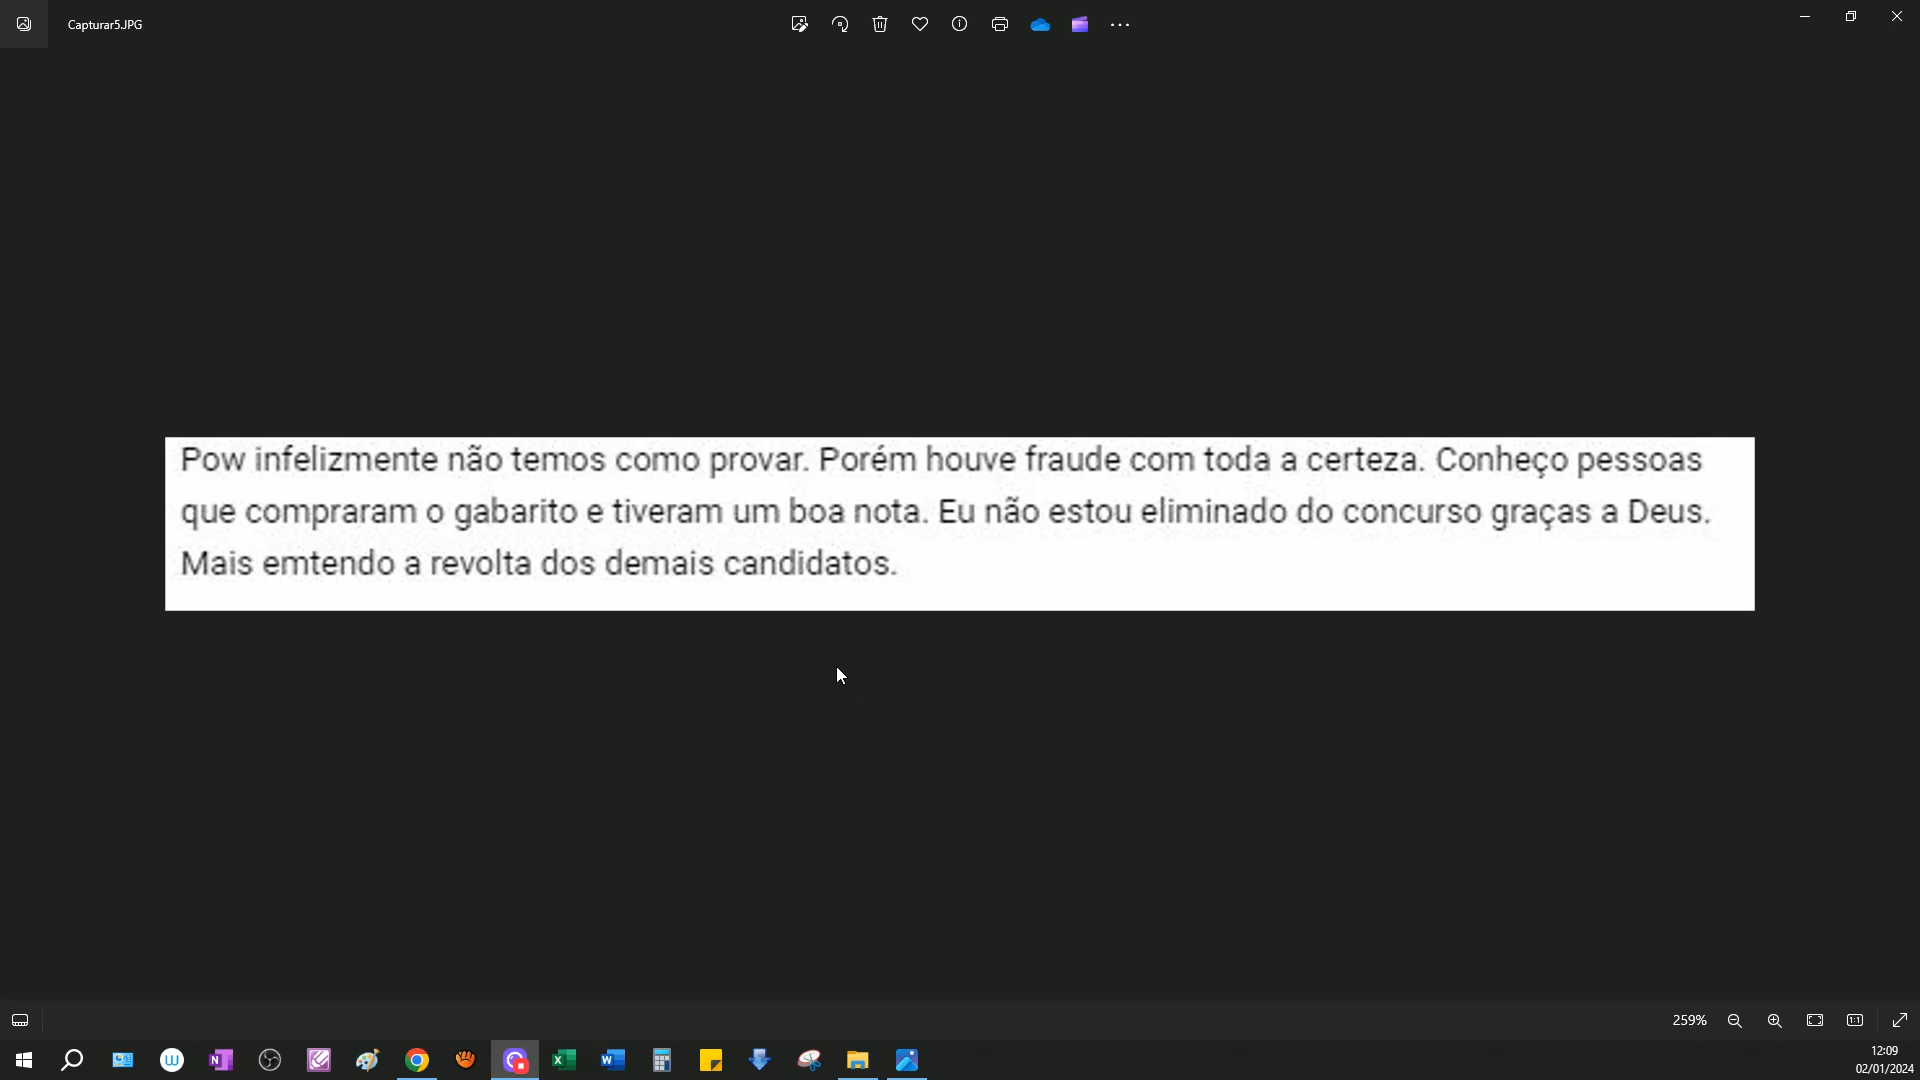 Capturar5.JPG
Pow infelizmente não temos como provar. Porém houve fraude com toda a certeza. Conheço pessoas
que compraram o gabarito e tiveram um boa nota. Eu não estou eliminado do concurso graças a Deus.
Mais emtendo a revolta dos demais candidatos.
259%
12:09
02/01/2024